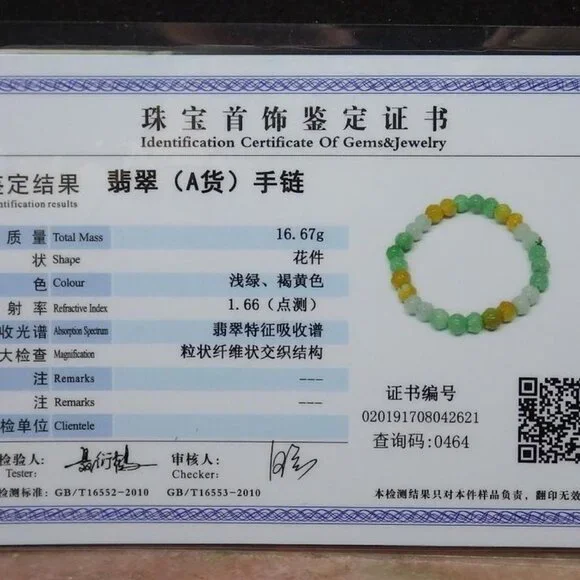 珠宝首饰鉴定证书
Identification Certificate Of Gems&Jewelry
鉴定结果 翡翠（A货）手链
entification results
质 量 Total Mass 16.67g
状 Shape 花件
色 Colour 浅绿、褐黄色
射 率 Refractive Index 1.66（点测）
收光谱 Absorption Spectrum 翡翠特征吸收谱
大检查 Magnification 粒状纤维状交织结构
注 Remarks ---
注 Remarks ---
检单位 Clientele
证书编号
020191708042621
查询码:0464
检验人: 审核人:
Tester: Checker:
检测标准: GB/T16552-2010 GB/T16553-2010
本检测结果只对本件样品负责，翻印无效